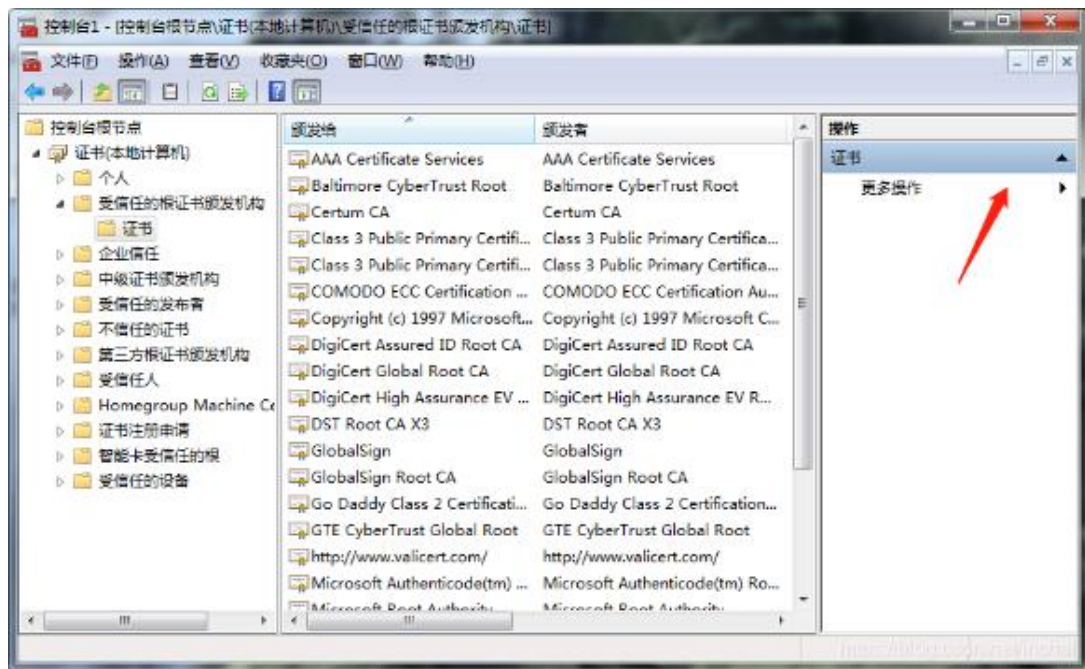 控制台1 - [控制台根节点\证书(本地计算机)\受信任的根证书颁发机构\证书]
文件(F) 操作(A) 查看(V) 收藏夹(O) 窗口(W) 帮助(H)
控制台根节点
证书(本地计算机)
个人
受信任的根证书颁发机构
证书
企业信任
中级证书颁发机构
受信任的发布者
不信任的证书
第三方根证书颁发机构
受信任人
Homegroup Machine Ce
证书注册申请
智能卡受信任的根
受信任的设备
颁发给 颁发者
AAA Certificate Services AAA Certificate Services
Baltimore CyberTrust Root Baltimore CyberTrust Root
Certum CA Certum CA
Class 3 Public Primary Certifi... Class 3 Public Primary Certifica...
Class 3 Public Primary Certifi... Class 3 Public Primary Certifica...
COMODO ECC Certification ... COMODO ECC Certification Au...
Copyright (c) 1997 Microsoft... Copyright (c) 1997 Microsoft C...
DigiCert Assured ID Root CA DigiCert Assured ID Root CA
DigiCert Global Root CA DigiCert Global Root CA
DigiCert High Assurance EV ... DigiCert High Assurance EV R...
DST Root CA X3 DST Root CA X3
GlobalSign GlobalSign
GlobalSign Root CA GlobalSign Root CA
Go Daddy Class 2 Certificati... Go Daddy Class 2 Certification...
GTE CyberTrust Global Root GTE CyberTrust Global Root
http://www.valicert.com/ http://www.valicert.com/
Microsoft Authenticode(tm) ... Microsoft Authenticode(tm) Ro...
Microsoft Root Authority Microsoft Root Authority
操作
证书
更多操作